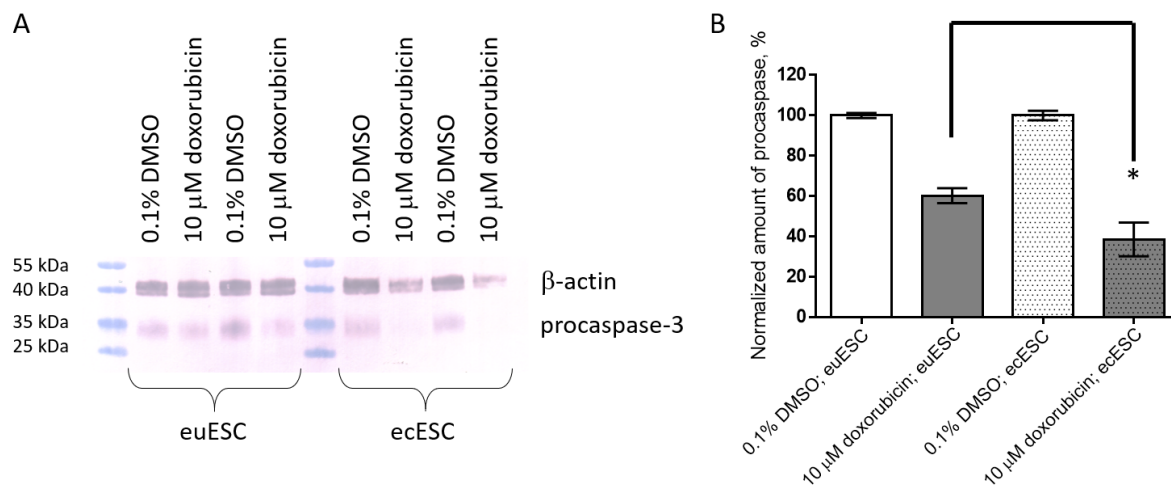 A
0.1% DMSO
10 μM doxorubicin
0.1% DMSO
10 μM doxorubicin
0.1% DMSO
10 μM doxorubicin
0.1% DMSO
10 μM doxorubicin
55 kDa
40 kDa
35 kDa
25 kDa
β-actin
procaspase-3
euESC
ecESC
B
Normalized amount of procaspase, %
120
100
80
60
40
20
0
*
0.1% DMSO; euESC
10 μM doxorubicin; euESC
0.1% DMSO; ecESC
10 μM doxorubicin; ecESC